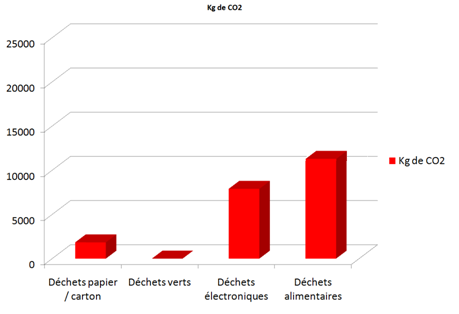 Kg de CO2
25000
20000
15000
10000
5000
0
Kg de CO2
Déchets papier
/ carton
Déchets verts
Déchets
électroniques
Déchets
alimentaires